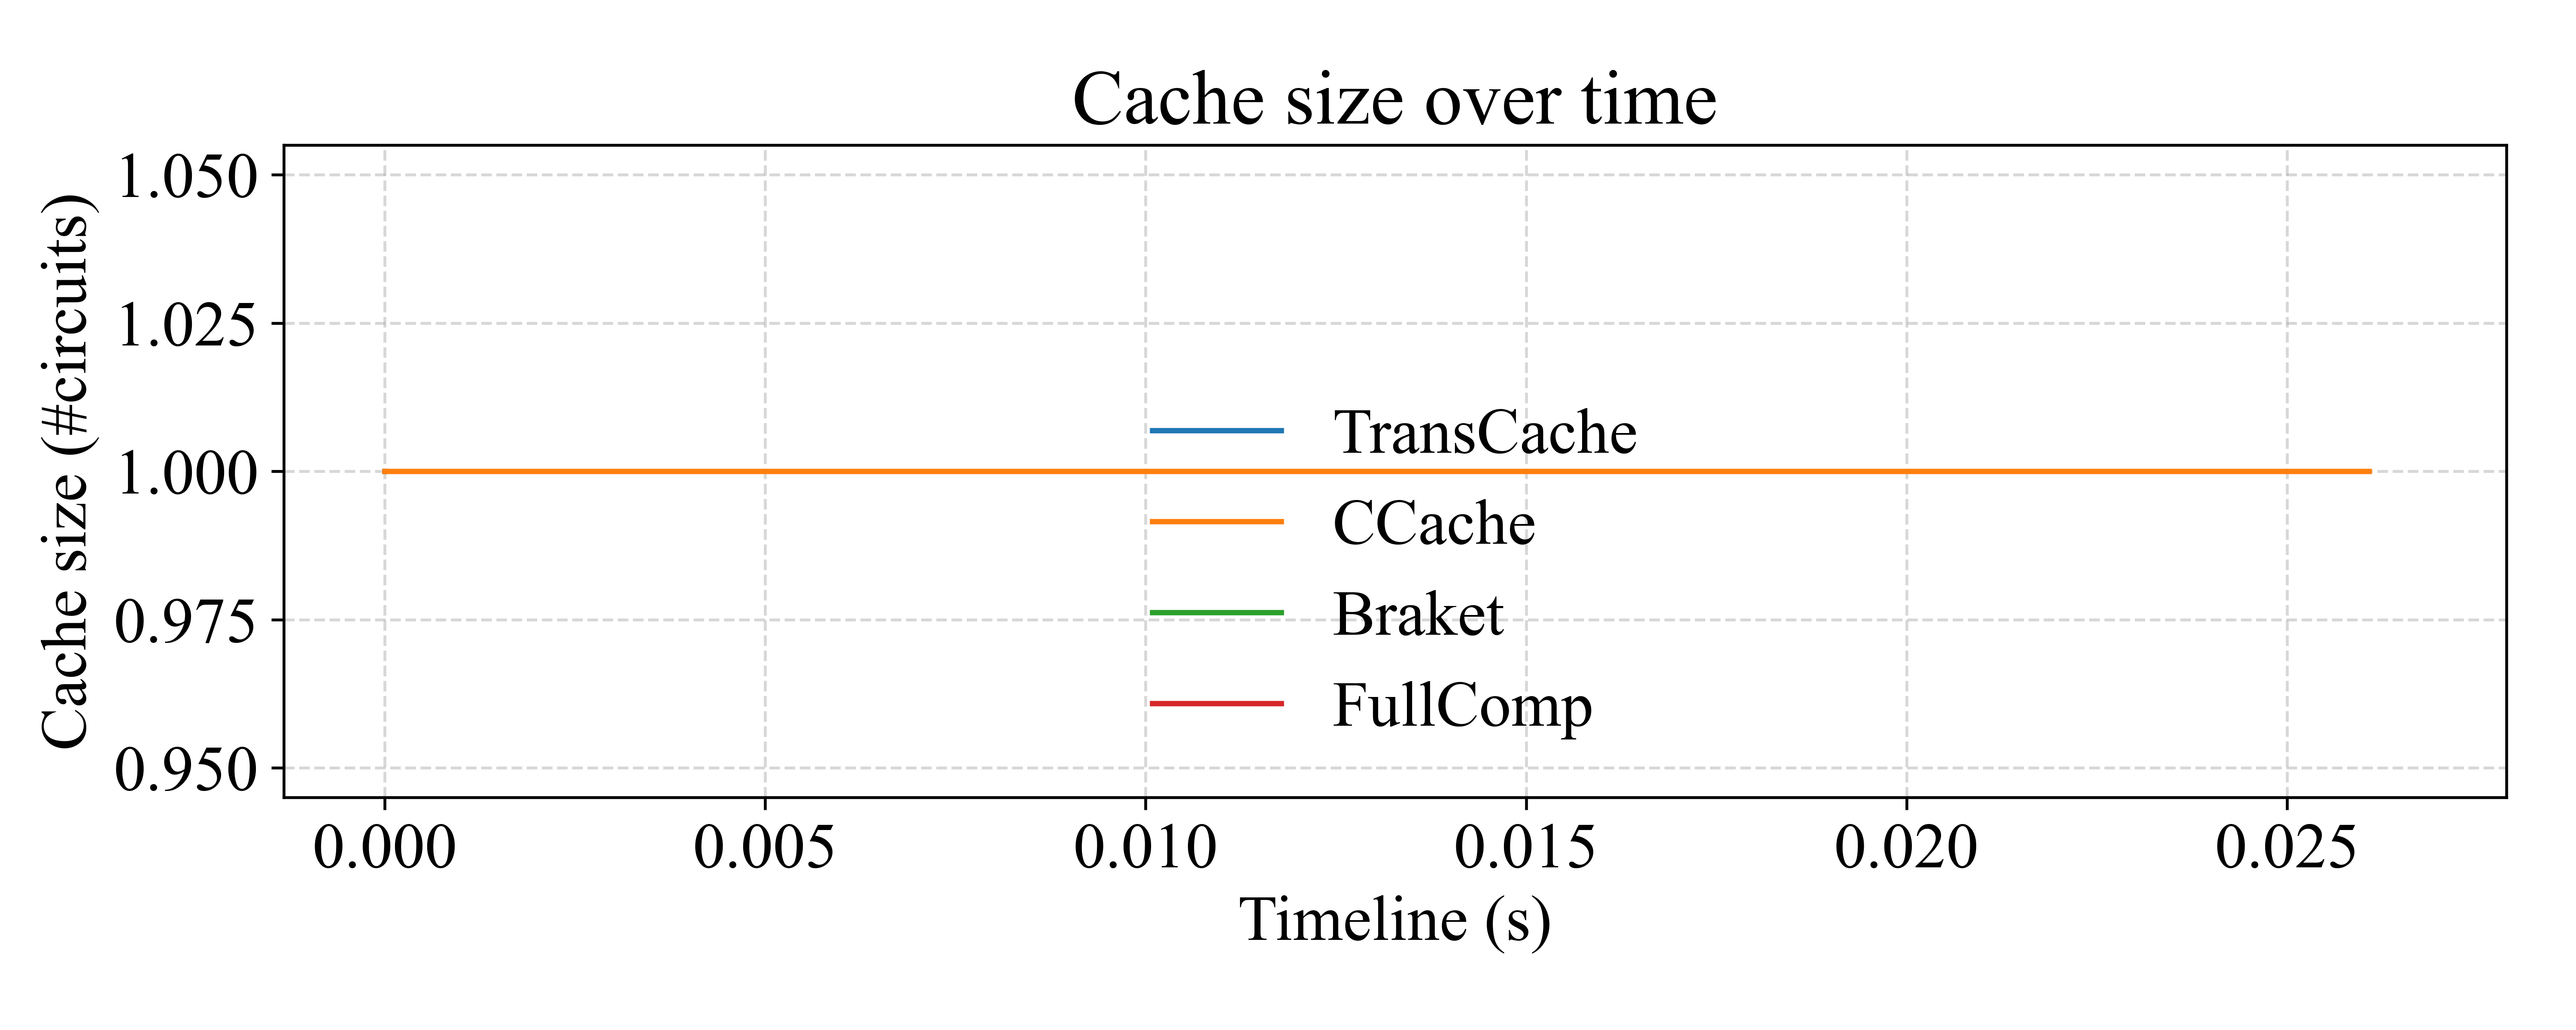 Cache size over time
Cache size (#circuits)
1.050
1.025
1.000
0.975
0.950
TransCache
CCache
Braket
FullComp
0.000 0.005 0.010 0.015 0.020 0.025
Timeline (s)